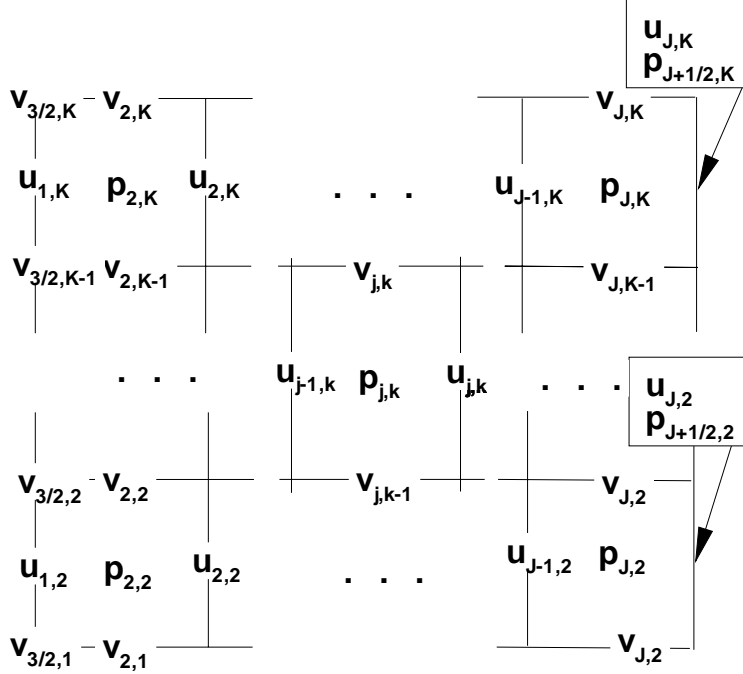 u_{J,K}
p_{J+1/2,K}
v_{3/2,K} v_{2,K} v_{J,K}
u_{1,K} p_{2,K} u_{2,K} . . . u_{J-1,K} p_{J,K}
v_{3/2,K-1} v_{2,K-1} v_{j,k} v_{J,K-1}
. . . u_{j-1,k} p_{j,k} u_{j,k} . . .
u_{J,2}
p_{J+1/2,2}
v_{3/2,2} v_{2,2} v_{j,k-1} v_{J,2}
u_{1,2} p_{2,2} u_{2,2} . . . u_{J-1,2} p_{J,2}
v_{3/2,1} v_{2,1} v_{J,2}